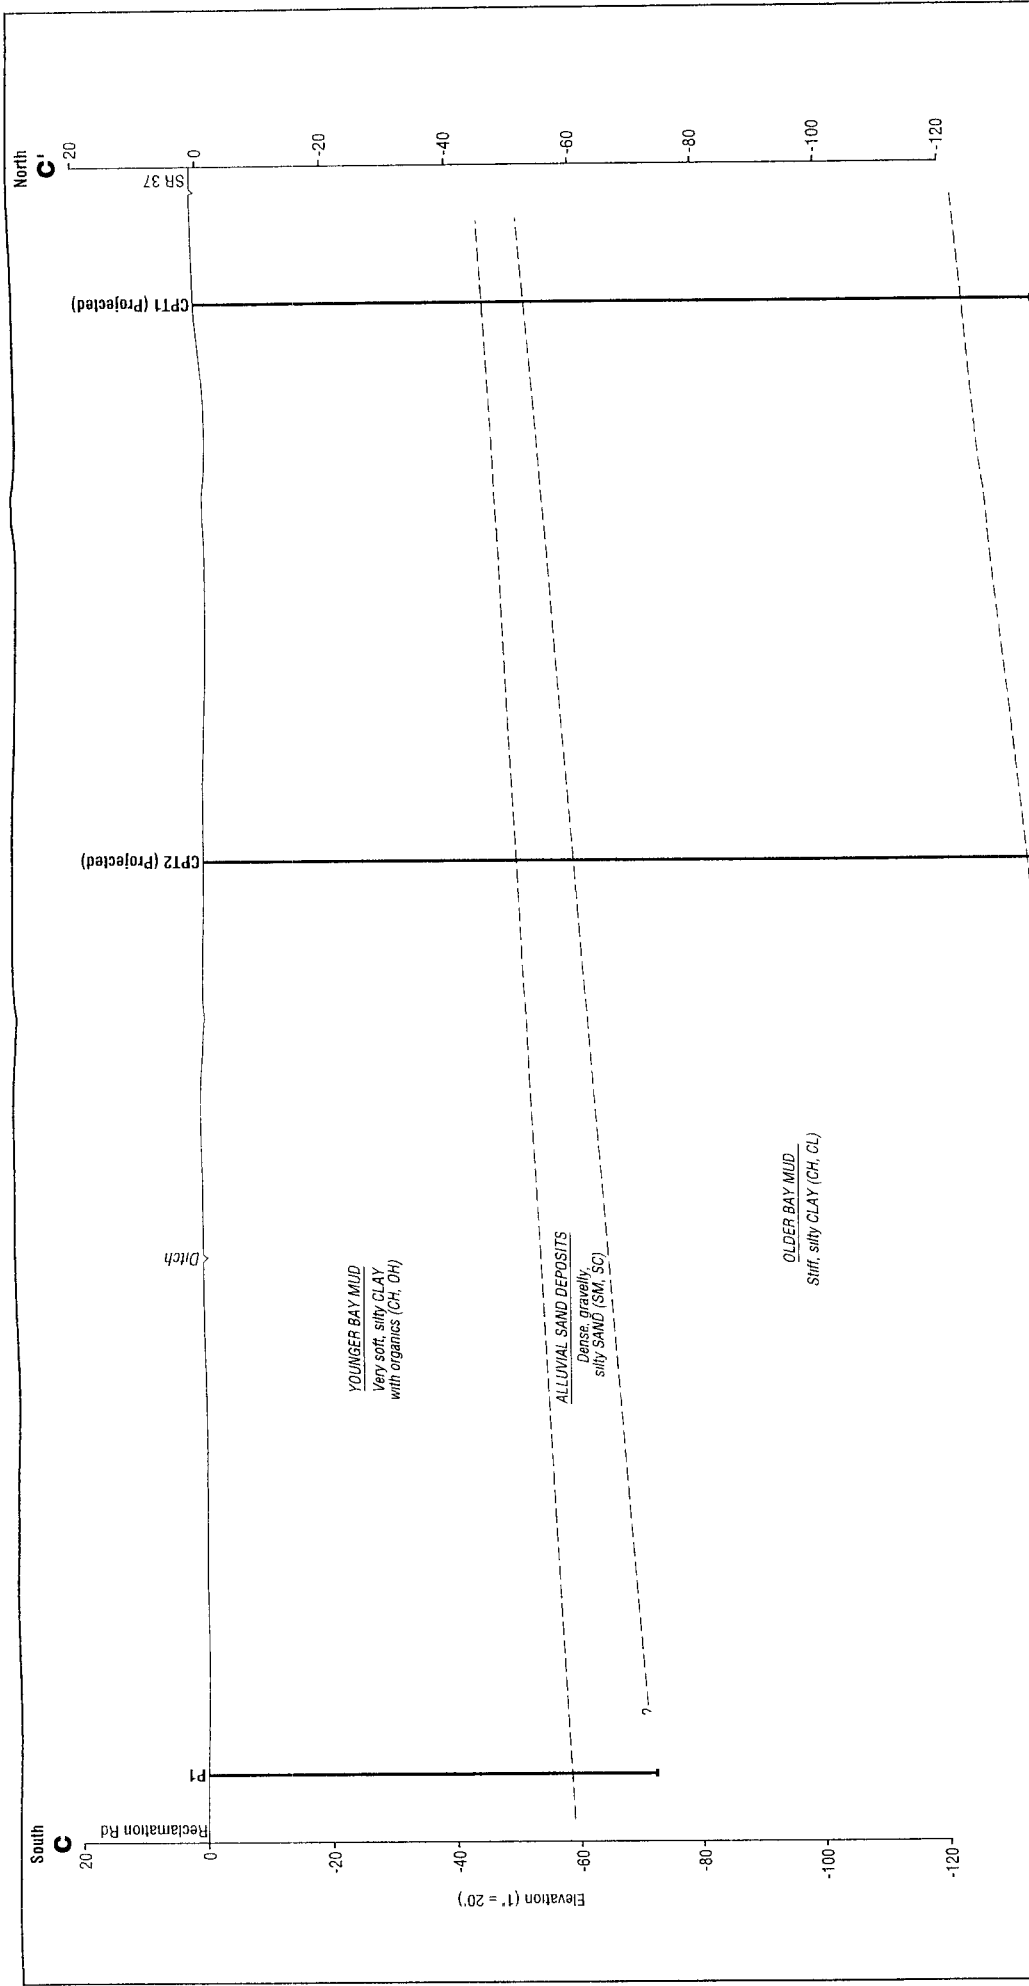 South
C
North
C'
20
0
-20
-40
-60
-80
-100
-120
Elevation (1" = 20')
Reclamation Rd
P1
Ditch
CPT2 (Projected)
CPT1 (Projected)
SR 37
20
0
-20
-40
-60
-80
-100
-120
YOUNGER BAY MUD
Very soft, silty CLAY
with organics (CH, OH)
ALLUVIAL SAND DEPOSITS
Dense, gravelly,
silty SAND (SM, SC)
?
OLDER BAY MUD
Stiff, silty CLAY (CH, CL)